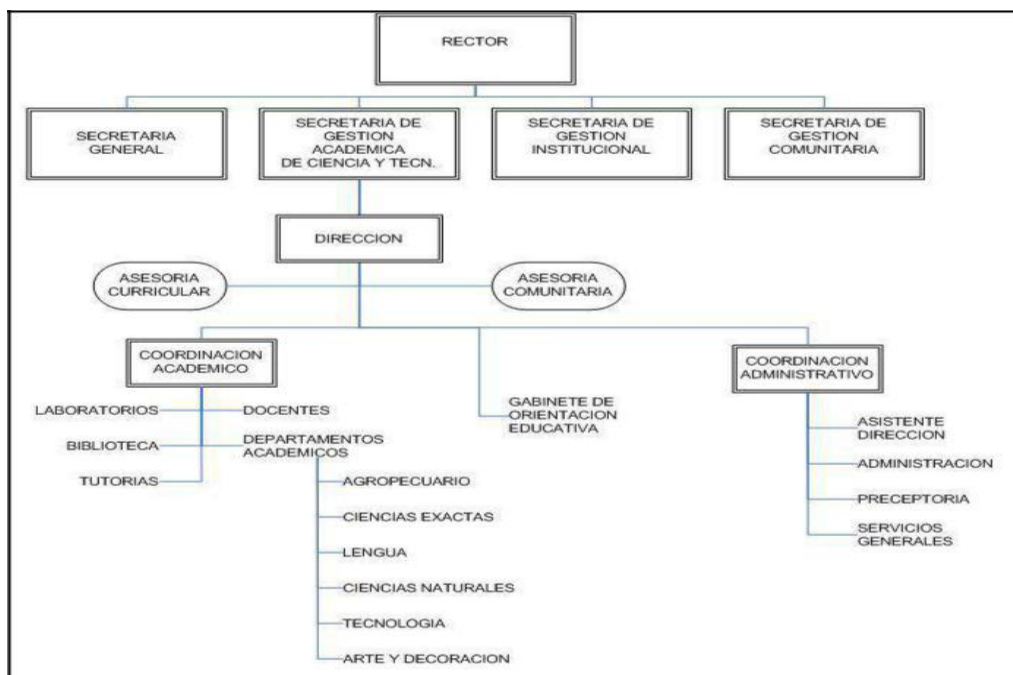 RECTOR
SECRETARIA
GENERAL
SECRETARIA DE
GESTION
ACADEMICA
DE CIENCIA Y TECN.
SECRETARIA DE
GESTION
INSTITUCIONAL
SECRETARIA DE
GESTION
COMUNITARIA
DIRECCION
ASESORIA
CURRICULAR
ASESORIA
COMUNITARIA
COORDINACION
ACADEMICO
COORDINACION
ADMINISTRATIVO
LABORATORIOS
BIBLIOTECA
TUTORIAS
DOCENTES
DEPARTAMENTOS
ACADEMICOS
AGROPECUARIO
CIENCIAS EXACTAS
LENGUA
CIENCIAS NATURALES
TECNOLOGIA
ARTE Y DECORACION
GABINETE DE
ORIENTACION
EDUCATIVA
ASISTENTE
DIRECCION
ADMINISTRACION
PRECEPTORIA
SERVICIOS
GENERALES